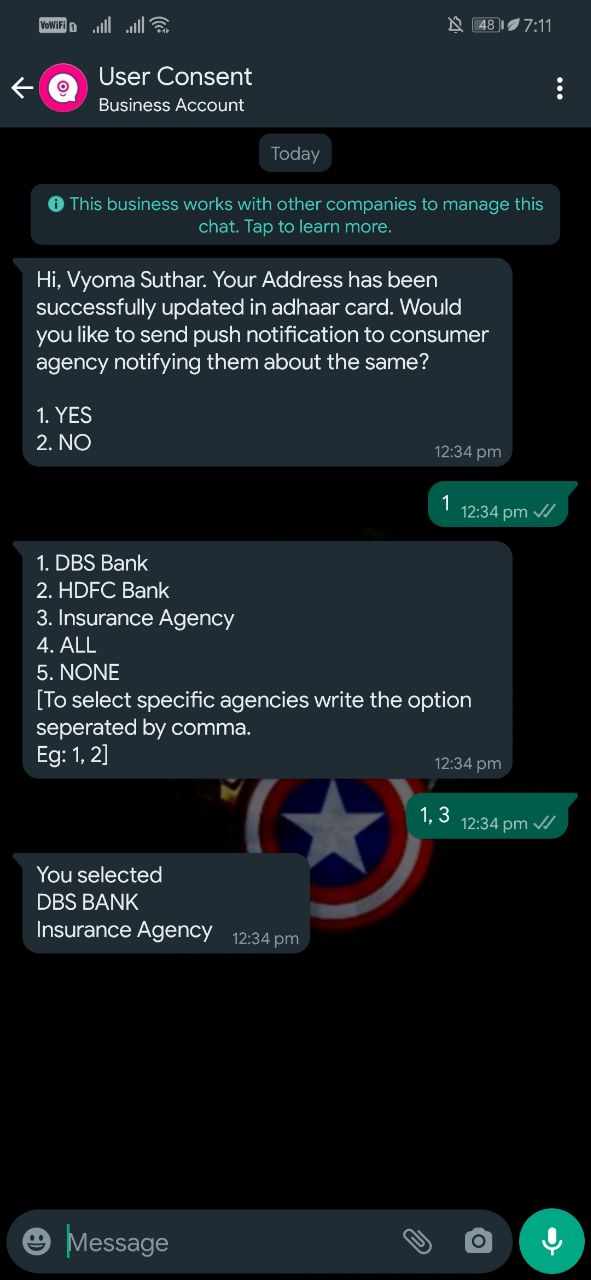 VoWiFi 1 48 7:11
User Consent
Business Account
Today
This business works with other companies to manage this
chat. Tap to learn more.
Hi, Vyoma Suthar. Your Address has been
successfully updated in adhaar card. Would
you like to send push notification to consumer
agency notifying them about the same?
1. YES
2. NO
12:34 pm
1 12:34 pm
1. DBS Bank
2. HDFC Bank
3. Insurance Agency
4. ALL
5. NONE
[To select specific agencies write the option
seperated by comma.
Eg: 1, 2]
12:34 pm
1, 3 12:34 pm
You selected
DBS BANK
Insurance Agency 12:34 pm
Message